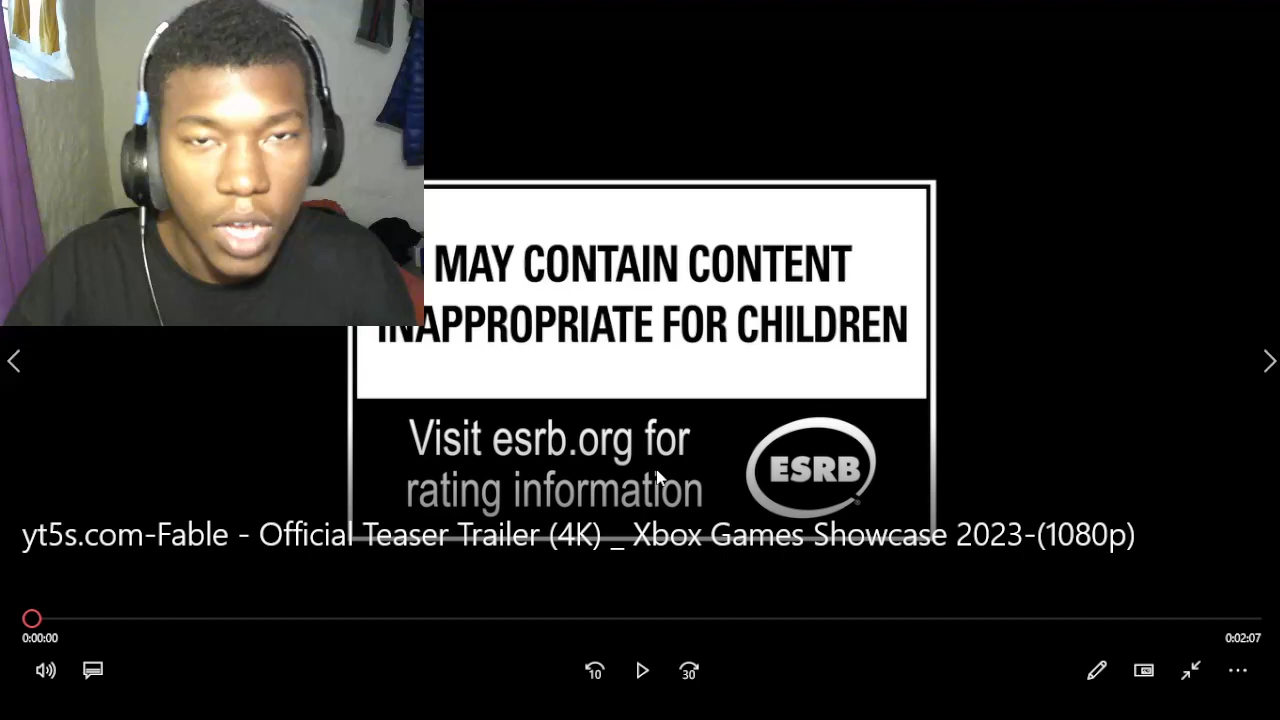 MAY CONTAIN CONTENT
INAPPROPRIATE FOR CHILDREN
Visit esrb.org for
rating information
ESRB
yt5s.com-Fable - Official Teaser Trailer (4K) _ Xbox Games Showcase 2023-(1080p)
0:00:00
0:02:07
10
30